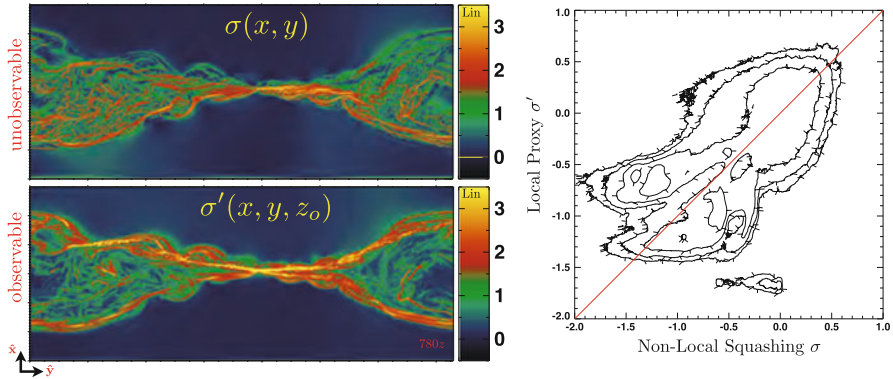 unobservable
σ(x, y)
Lin
3
2
1
0
observable
σ′(x, y, z_o)
780z
Lin
3
2
1
0
x̂
ŷ
Local Proxy σ′
1.0
0.5
0.0
-0.5
-1.0
-1.5
-2.0
-2.0 -1.5 -1.0 -0.5 0.0 0.5 1.0
Non-Local Squashing σ